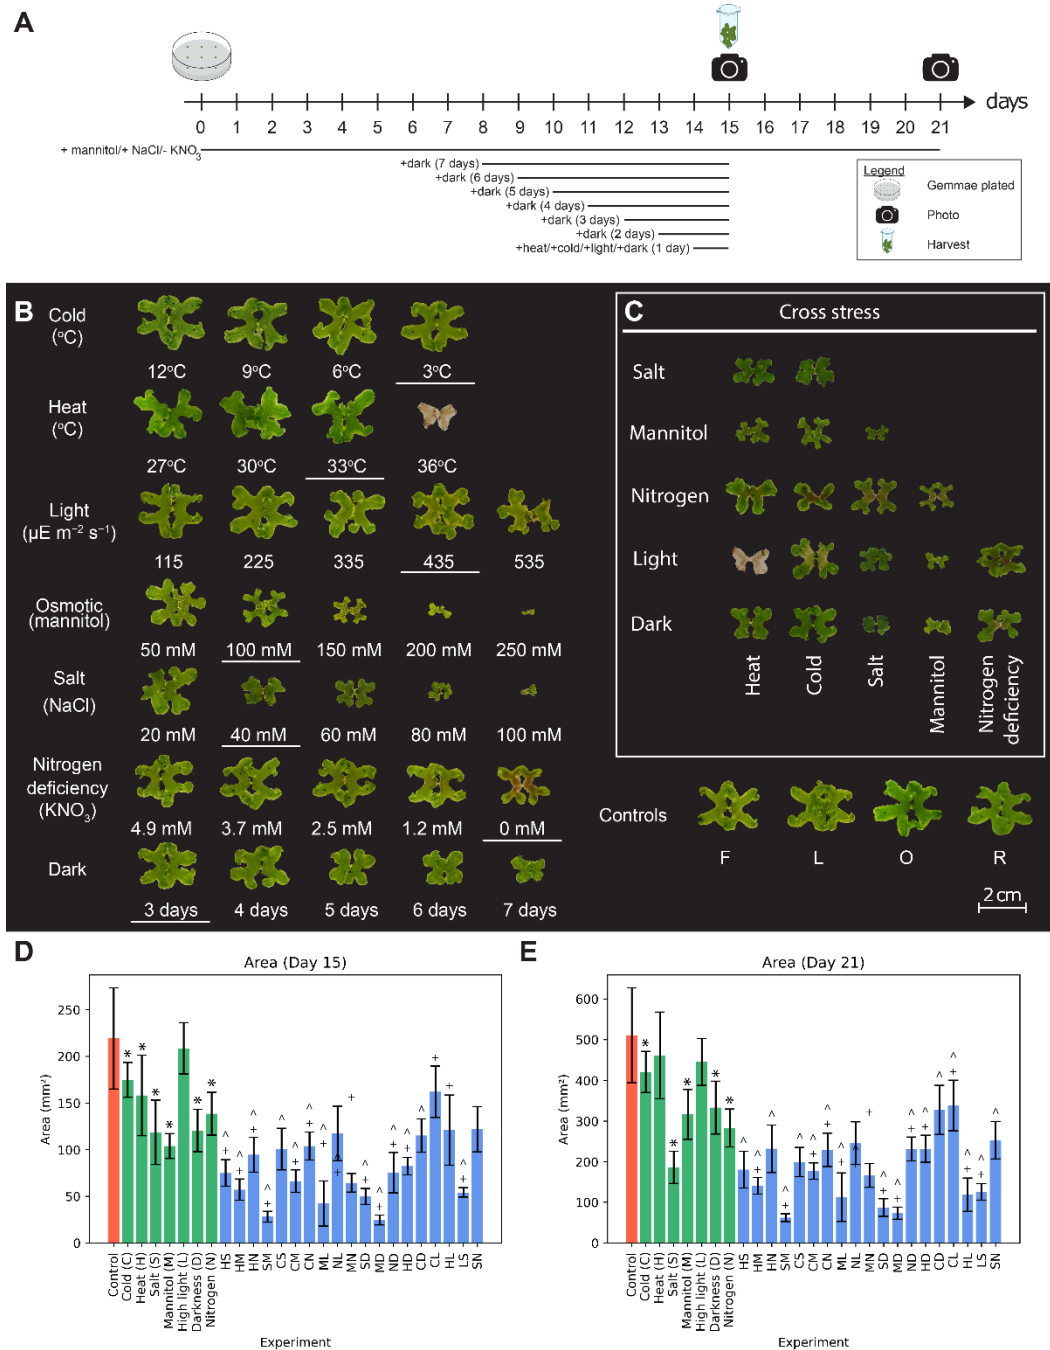 A
days
0 1 2 3 4 5 6 7 8 9 10 11 12 13 14 15 16 17 18 19 20 21
+ mannitol/+ NaCl/- KNO3
+dark (7 days)
+dark (6 days)
+dark (5 days)
+dark (4 days)
+dark (3 days)
+dark (2 days)
+heat/+cold/+light/+dark (1 day)
Legend
Gemmae plated
Photo
Harvest
B
Cold
(°C)
12°C 9°C 6°C 3°C
Heat
(°C)
27°C 30°C 33°C 36°C
Light
(µE m⁻² s⁻¹)
115 225 335 435 535
Osmotic
(mannitol)
50 mM 100 mM 150 mM 200 mM 250 mM
Salt
(NaCl)
20 mM 40 mM 60 mM 80 mM 100 mM
Nitrogen
deficiency
(KNO3)
4.9 mM 3.7 mM 2.5 mM 1.2 mM 0 mM
Dark
3 days 4 days 5 days 6 days 7 days
C
Cross stress
Salt
Mannitol
Nitrogen
Light
Dark
Heat
Cold
Salt
Mannitol
Nitrogen
deficiency
Controls
F L O R
2 cm
D
Area (Day 15)
Area (mm²)
250
200
150
100
50
0
* * * * * *
^ + ^ + ^ ^ + ^ ^ + ^ + ^ + ^ + + ^ + ^ + ^ + ^ + ^ + + ^ +
Control
Cold (C)
Heat (H)
Salt (S)
Mannitol (M)
High light (L)
Darkness (D)
Nitrogen (N)
HS
HM
HN
SM
CS
CM
CN
ML
NL
MN
SD
MD
ND
HD
CD
CL
HL
LS
SN
Experiment
E
Area (Day 21)
Area (mm²)
600
500
400
300
200
100
0
* * * * *
^ ^ + ^ ^ + ^ ^ + ^ + ^ + ^ + + ^ + ^ + ^ + ^ + ^ ^ + ^ + ^ + ^
Control
Cold (C)
Heat (H)
Salt (S)
Mannitol (M)
High light (L)
Darkness (D)
Nitrogen (N)
HS
HM
HN
SM
CS
CM
CN
ML
NL
MN
SD
MD
ND
HD
CD
CL
HL
LS
SN
Experiment